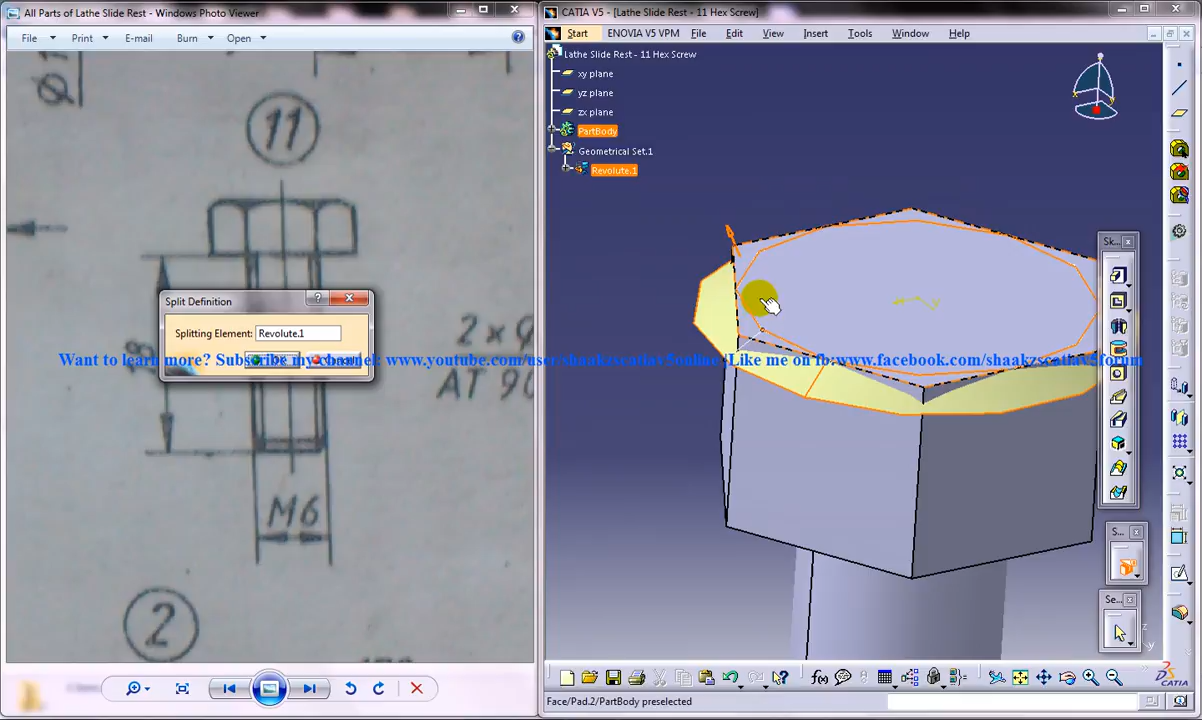 All Parts of Lathe Slide Rest - Windows Photo Viewer
File Print E-mail Burn Open
11
18
M6
2 x
AT 90
2
Split Definition
Splitting Element: Revolute.1
Want to learn more? Subscribe my channel: www.youtube.com/user/shaakzscatiav5online |Like me on fb:www.facebook.com/shaakzscatiav5forum
CATIA V5 - [Lathe Slide Rest - 11 Hex Screw]
Start ENOVIA V5 VPM File Edit View Insert Tools Window Help
Lathe Slide Rest - 11 Hex Screw
xy plane
yz plane
zx plane
PartBody
Geometrical Set.1
Revolute.1
Sk...
S...
Se...
z
y
f(x)
CATIA
Face/Pad.2/PartBody preselected